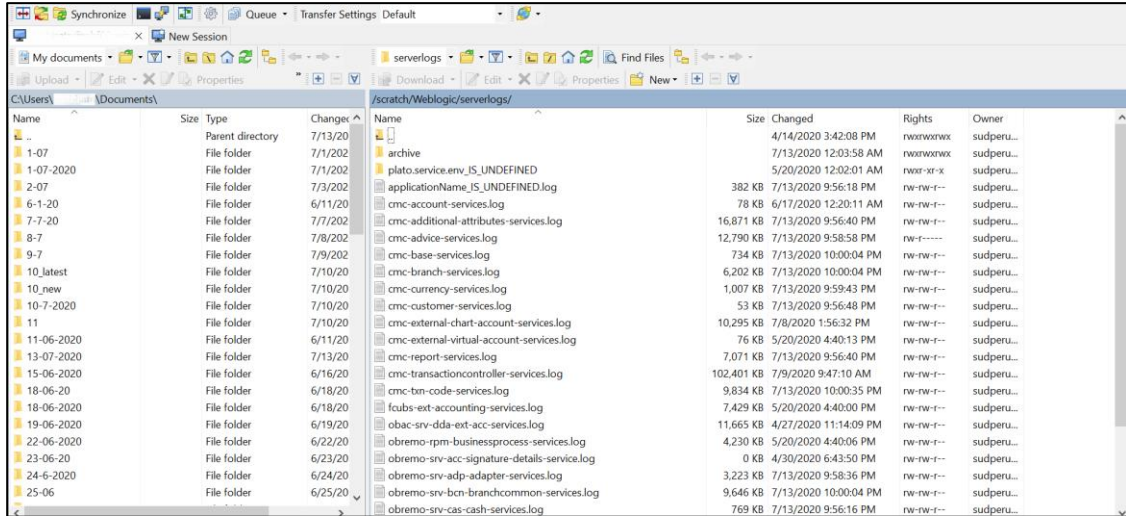 Synchronize Queue Transfer Settings Default
New Session
My documents serverlogs Find Files
Upload Edit Properties » Download Edit Properties New
C:\Users\ \Documents\ /scratch/Weblogic/serverlogs/
Name Size Type Changed Name Size Changed Rights Owner
.. Parent directory 7/13/20 .. 4/14/2020 3:42:08 PM rwxrwxrwx sudperu...
1-07 File folder 7/1/202 archive 7/13/2020 12:03:58 AM rwxrwxrwx sudperu...
1-07-2020 File folder 7/1/202 plato.service.env_IS_UNDEFINED 5/20/2020 12:02:01 AM rwxr-xr-x sudperu...
2-07 File folder 7/3/202 applicationName_IS_UNDEFINED.log 382 KB 7/13/2020 9:56:18 PM rw-rw-r-- sudperu...
6-1-20 File folder 6/11/20 cmc-account-services.log 78 KB 6/17/2020 12:20:11 AM rw-rw-r-- sudperu...
7-7-20 File folder 7/7/202 cmc-additional-attributes-services.log 16,871 KB 7/13/2020 9:56:40 PM rw-rw-r-- sudperu...
8-7 File folder 7/8/202 cmc-advice-services.log 12,790 KB 7/13/2020 9:58:58 PM rw-r----- sudperu...
9-7 File folder 7/9/202 cmc-base-services.log 734 KB 7/13/2020 10:00:04 PM rw-rw-r-- sudperu...
10_latest File folder 7/10/20 cmc-branch-services.log 6,202 KB 7/13/2020 10:00:04 PM rw-rw-r-- sudperu...
10_new File folder 7/10/20 cmc-currency-services.log 1,007 KB 7/13/2020 9:59:43 PM rw-rw-r-- sudperu...
10-7-2020 File folder 7/10/20 cmc-customer-services.log 53 KB 7/13/2020 9:56:48 PM rw-rw-r-- sudperu...
11 File folder 7/10/20 cmc-external-chart-account-services.log 10,295 KB 7/8/2020 1:56:32 PM rw-rw-r-- sudperu...
11-06-2020 File folder 6/11/20 cmc-external-virtual-account-services.log 76 KB 5/20/2020 4:40:13 PM rw-rw-r-- sudperu...
13-07-2020 File folder 7/13/20 cmc-report-services.log 7,071 KB 7/13/2020 9:56:40 PM rw-rw-r-- sudperu...
15-06-2020 File folder 6/16/20 cmc-transactioncontroller-services.log 102,401 KB 7/9/2020 9:47:10 AM rw-rw-r-- sudperu...
18-06-20 File folder 6/18/20 cmc-txn-code-services.log 9,834 KB 7/13/2020 10:00:35 PM rw-rw-r-- sudperu...
18-06-2020 File folder 6/18/20 fcubs-ext-accounting-services.log 7,429 KB 5/20/2020 4:40:00 PM rw-rw-r-- sudperu...
19-06-2020 File folder 6/19/20 obac-srv-dda-ext-acc-services.log 11,665 KB 4/27/2020 11:14:09 PM rw-rw-r-- sudperu...
22-06-2020 File folder 6/22/20 obremo-rpm-businessprocess-services.log 4,230 KB 5/20/2020 4:40:06 PM rw-rw-r-- sudperu...
23-06-20 File folder 6/23/20 obremo-srv-acc-signature-details-service.log 0 KB 4/30/2020 6:43:50 PM rw-rw-r-- sudperu...
24-6-2020 File folder 6/24/20 obremo-srv-adp-adapter-services.log 3,223 KB 7/13/2020 9:58:36 PM rw-rw-r-- sudperu...
25-06 File folder 6/25/20 obremo-srv-bcn-branchcommon-services.log 9,646 KB 7/13/2020 10:00:04 PM rw-rw-r-- sudperu...
obremo-srv-cas-cash-services.log 769 KB 7/13/2020 9:56:16 PM rw-rw-r-- sudperu...